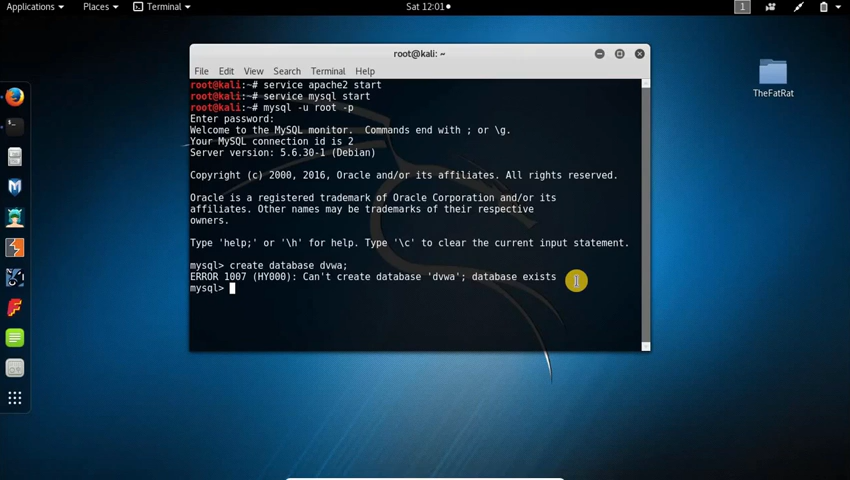 Applications Places Terminal Sat 12:01 1
root@kali: ~
File Edit View Search Terminal Help
root@kali:~# service apache2 start
root@kali:~# service mysql start
root@kali:~# mysql -u root -p
Enter password:
Welcome to the MySQL monitor.  Commands end with ; or \g.
Your MySQL connection id is 2
Server version: 5.6.30-1 (Debian)
Copyright (c) 2000, 2016, Oracle and/or its affiliates. All rights reserved.
Oracle is a registered trademark of Oracle Corporation and/or its
affiliates. Other names may be trademarks of their respective
owners.
Type 'help;' or '\h' for help. Type '\c' to clear the current input statement.
mysql> create database dvwa;
ERROR 1007 (HY000): Can't create database 'dvwa'; database exists
mysql>
TheFatRat